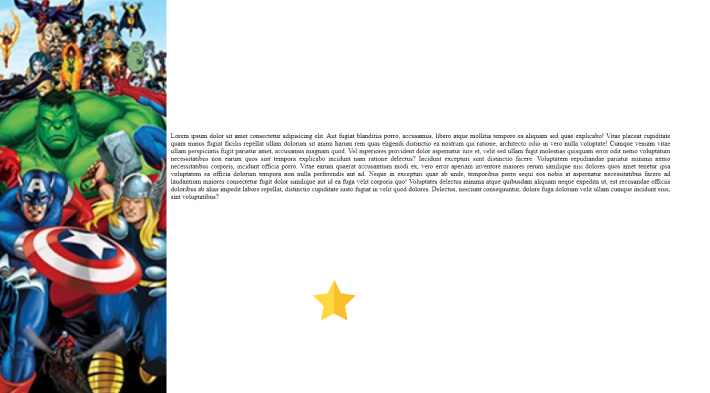 Lorem ipsum dolor sit amet consectetur adipisicing elit. Aut fugiat blanditiis porro, accusamus, libero atque mollitia tempore ea aliquam sed quae explicabo! Vitae placeat cupiditate
quam minus fugiat facilis repellat ullam dolorum sit animi harum rem quas eligendi distinctio ea nostrum qui ratione, architecto odio in vero nulla voluptate! Cumque veniam vitae
ullam perspiciatis fugit pariatur amet, accusamus magnam quod. Vel asperiores provident dolor aspernatur iure et, velit sed ullam fugit molestias quisquam error odit nemo voluptatum
necessitatibus non earum quos sint tempora explicabo incidunt nam ratione delectus? Incidunt excepturi sunt distinctio facere. Voluptatem repudiandae pariatur minima nemo
necessitatibus corporis, incidunt officia porro. Vitae earum quaerat accusantium modi ex, vero error aperiam inventore maiores rerum similique nisi dolores quos amet tenetur ipsa
voluptatem ea officia dolorum tempora non nulla perferendis aut ad. Neque in excepturi quae ab unde, temporibus porro sequi eos nobis at aspernatur necessitatibus facere ad
laudantium maiores consectetur fugit dolor similique aut id ea fuga velit corporis quo! Voluptates delectus minima atque quibusdam aliquam neque expedita ut, est recusandae officiis
doloribus ab alias impedit labore repellat, distinctio cupiditate iusto fugiat in velit quod dolores. Delectus, nesciunt consequuntur, dolore fuga dolorum velit ullam cumque incidunt eius,
sint voluptatibus?